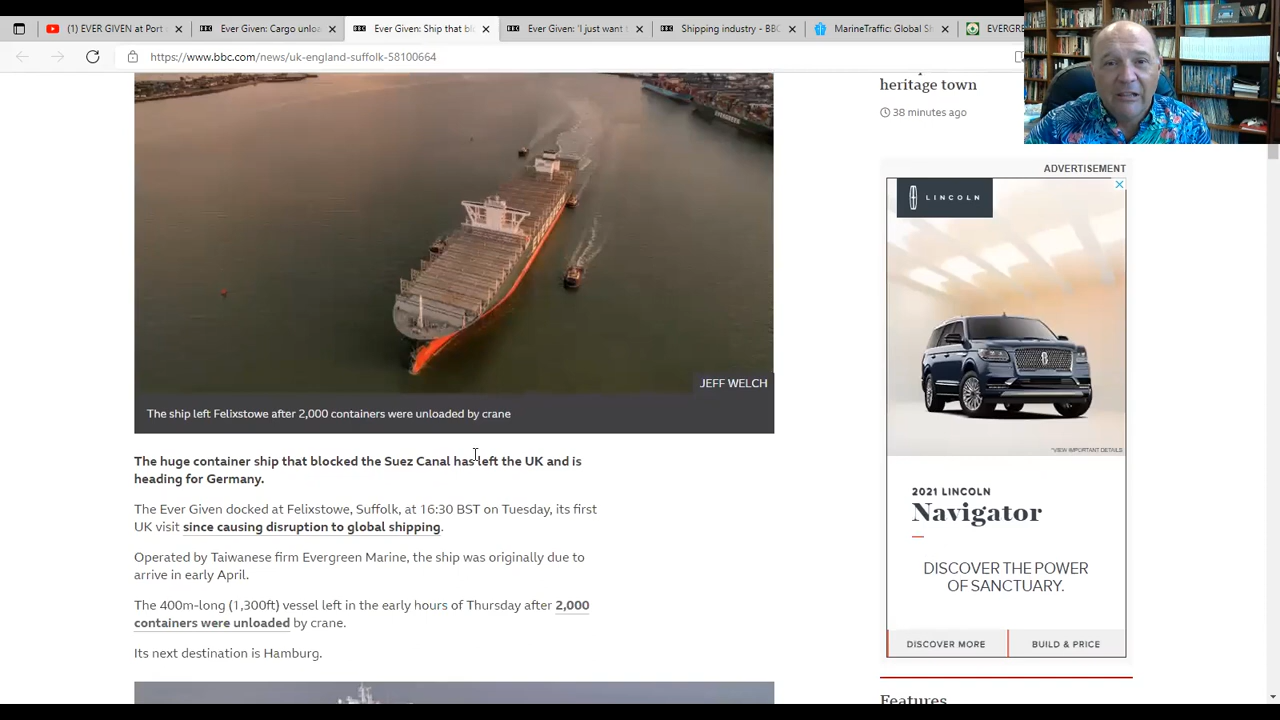 (1) EVER GIVEN at Port
Ever Given: Cargo unloa
Ever Given: Ship that bl
Ever Given: 'I just want t
Shipping industry - BBC
MarineTraffic: Global Sh
EVERGRE
https://www.bbc.com/news/uk-england-suffolk-58100664
heritage town
38 minutes ago
ADVERTISEMENT
LINCOLN
JEFF WELCH
The ship left Felixstowe after 2,000 containers were unloaded by crane
*VIEW IMPORTANT DETAILS
The huge container ship that blocked the Suez Canal has left the UK and is
heading for Germany.
The Ever Given docked at Felixstowe, Suffolk, at 16:30 BST on Tuesday, its first
UK visit since causing disruption to global shipping.
Operated by Taiwanese firm Evergreen Marine, the ship was originally due to
arrive in early April.
The 400m-long (1,300ft) vessel left in the early hours of Thursday after 2,000
containers were unloaded by crane.
Its next destination is Hamburg.
2021 LINCOLN
Navigator
DISCOVER THE POWER
OF SANCTUARY.
DISCOVER MORE
BUILD & PRICE
Features